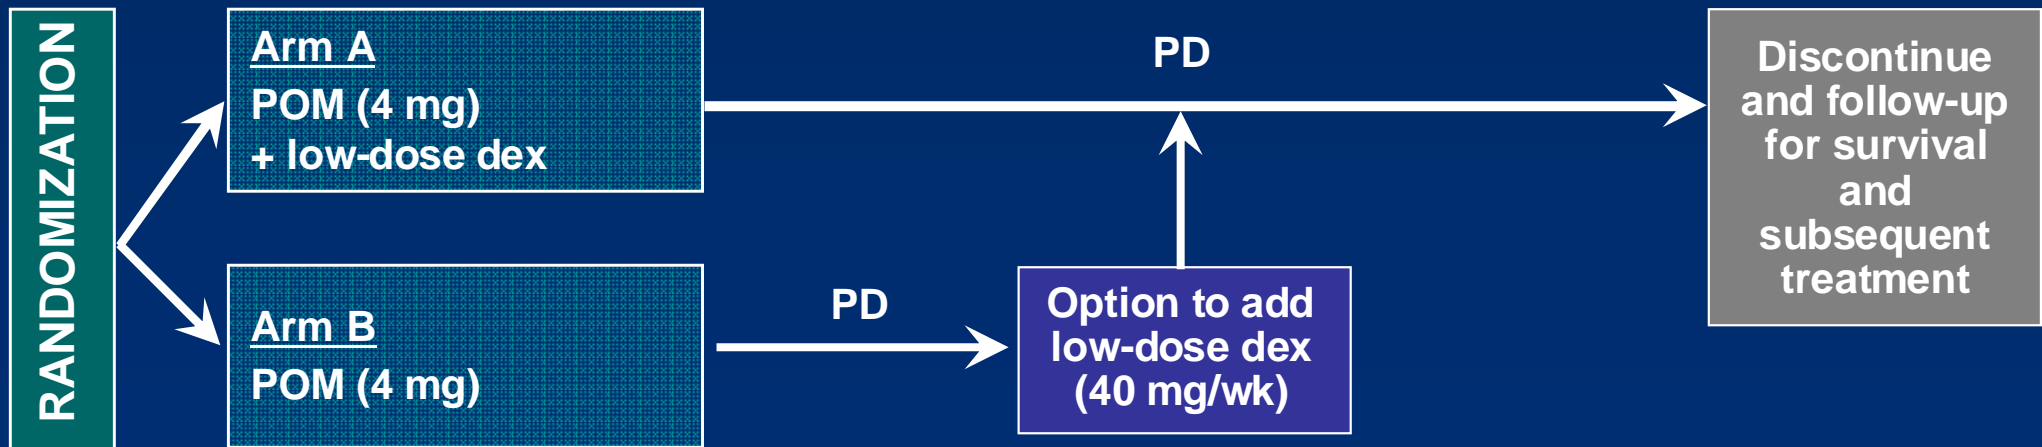 RANDOMIZATION
Arm A
POM (4 mg)
+ low-dose dex
PD
Discontinue
and follow-up
for survival
and
subsequent
treatment
Arm B
POM (4 mg)
PD
Option to add
low-dose dex
(40 mg/wk)